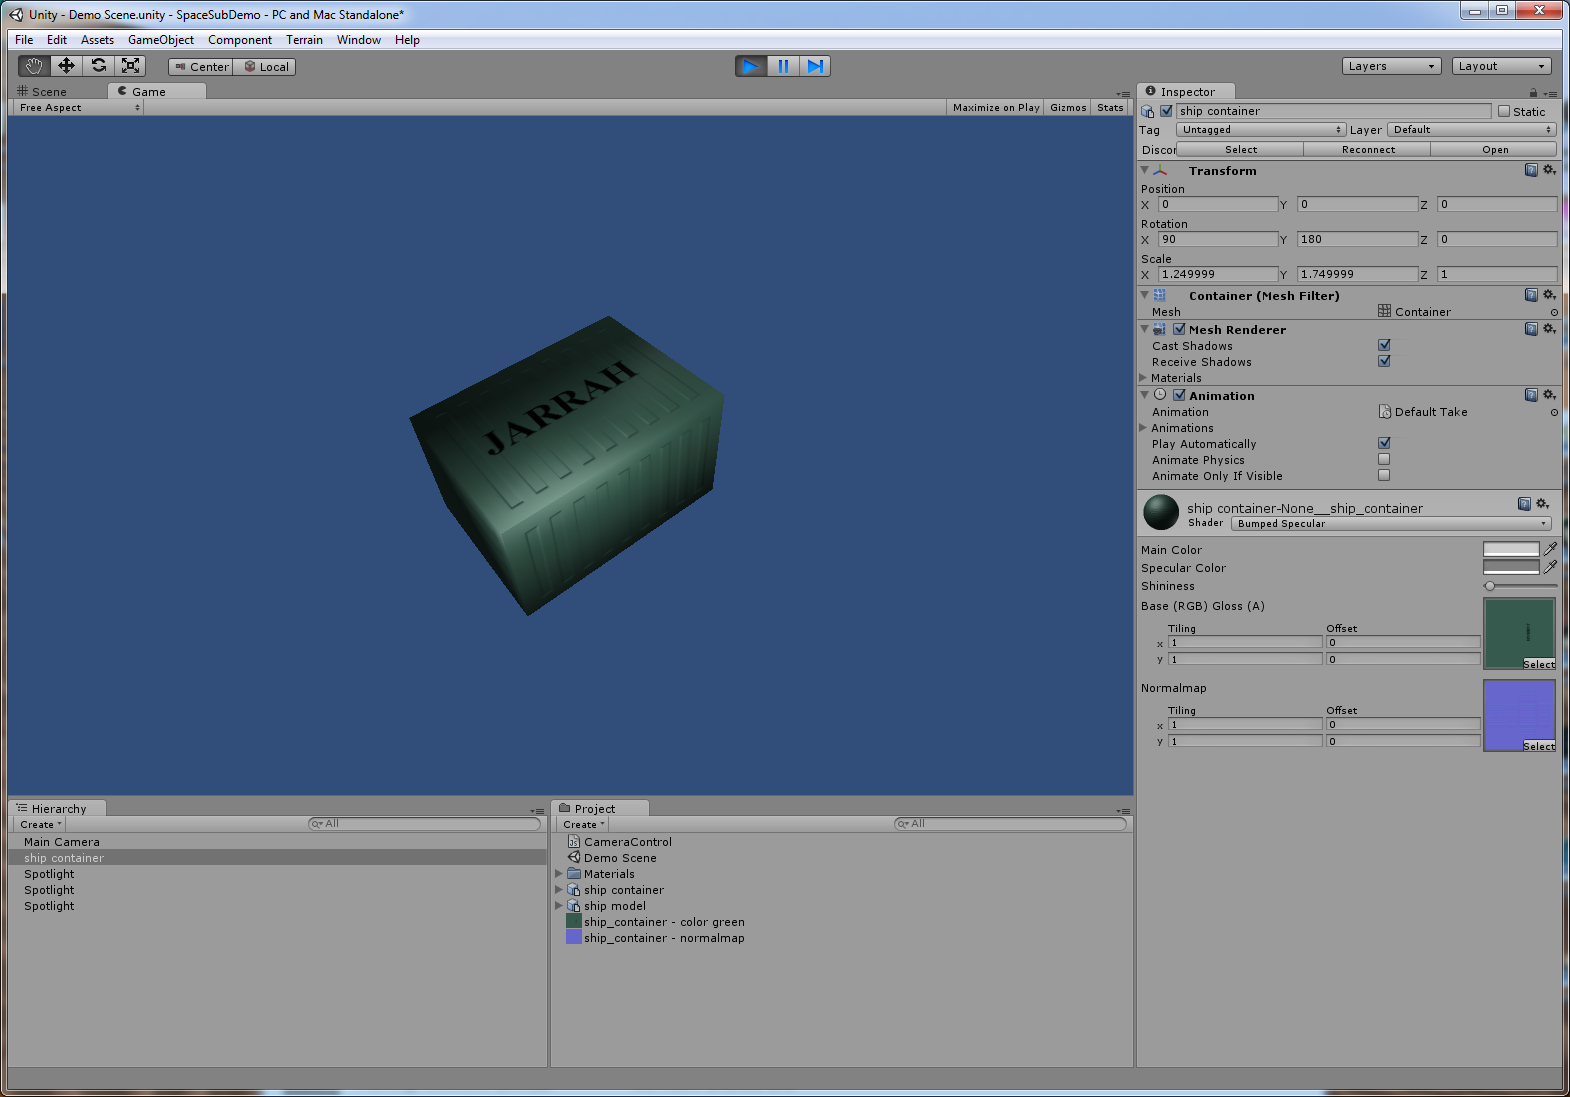 Unity - Demo Scene.unity - SpaceSubDemo - PC and Mac Standalone*
File Edit Assets GameObject Component Terrain Window Help
Center Local
Layers Layout
Scene Game
Free Aspect
Maximize on Play Gizmos Stats
JARRAH
Inspector
ship container Static
Tag Untagged Layer Default
Discor Select Reconnect Open
Transform
Position
X 0 Y 0 Z 0
Rotation
X 90 Y 180 Z 0
Scale
X 1.249999 Y 1.749999 Z 1
Container (Mesh Filter)
Mesh Container
Mesh Renderer
Cast Shadows
Receive Shadows
Materials
Animation
Animation Default Take
Animations
Play Automatically
Animate Physics
Animate Only If Visible
ship container-None__ship_container
Shader Bumped Specular
Main Color
Specular Color
Shininess
Base (RGB) Gloss (A)
Tiling Offset
x 1 0
y 1 0
Select
Normalmap
Tiling Offset
x 1 0
y 1 0
Select
Hierarchy
Create All
Main Camera
ship container
Spotlight
Spotlight
Spotlight
Project
Create All
CameraControl
Demo Scene
Materials
ship container
ship model
ship_container - color green
ship_container - normalmap